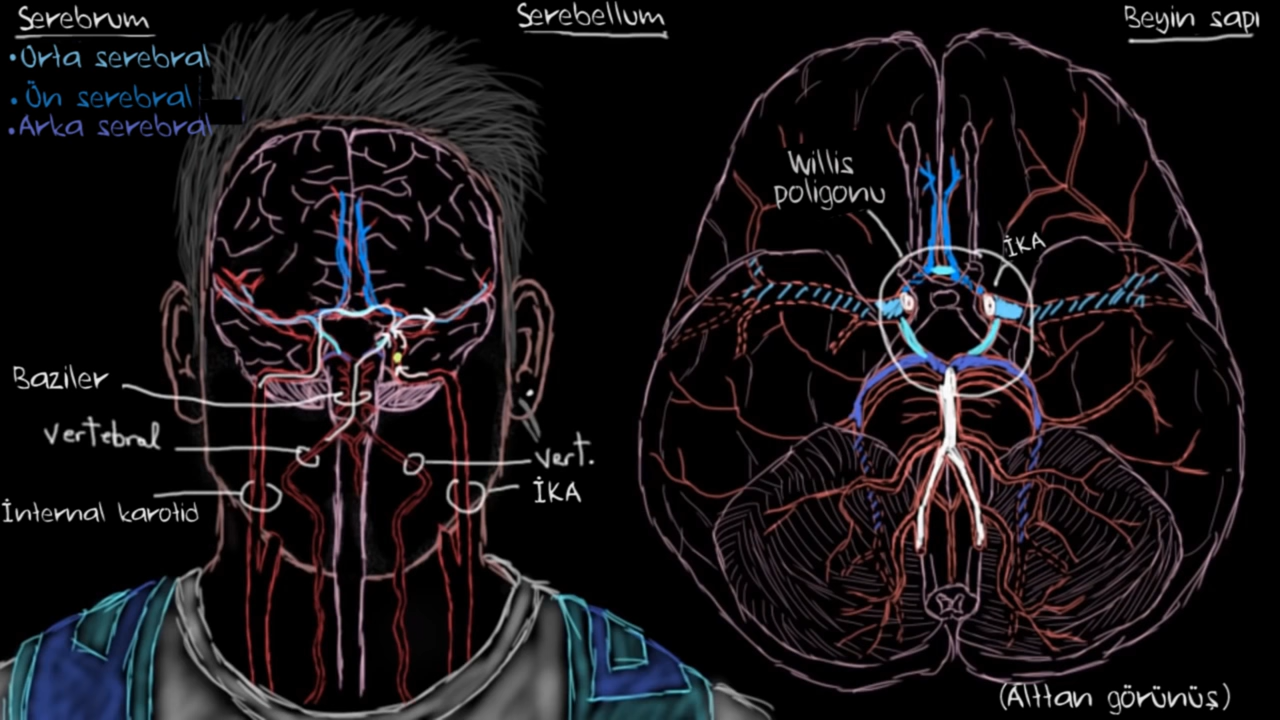 Serebrum
• Orta serebral
• Ön serebral
• Arka serebral
Serebellum
Beyin sapı
Willis
poligonu
İKA
Baziler
vertebral
İnternal karotid
vert.
İKA
(Alttan görünüş)